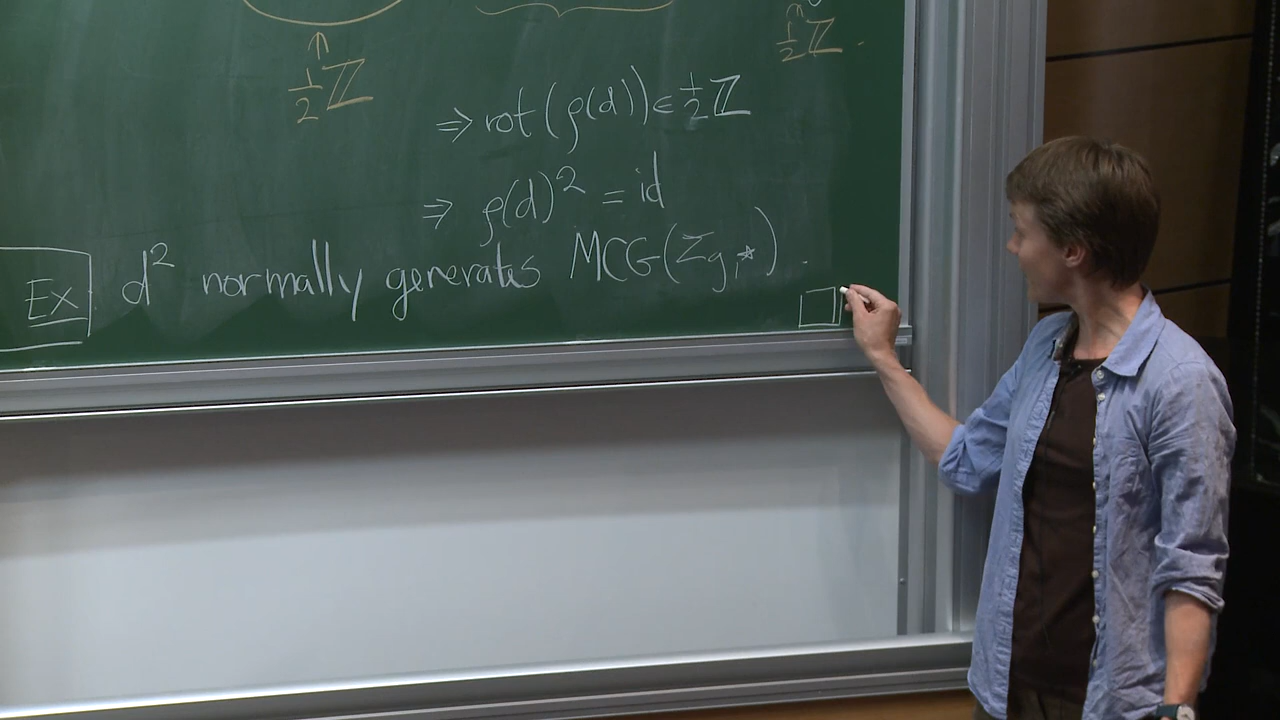 ↑ ½ℤ
↑ ½ℤ .
⇒ rot(ρ(d)) ∈ ½ℤ
⇒ ρ(d)² = id
Ex d² normally generates MCG(Σg,*) .
□